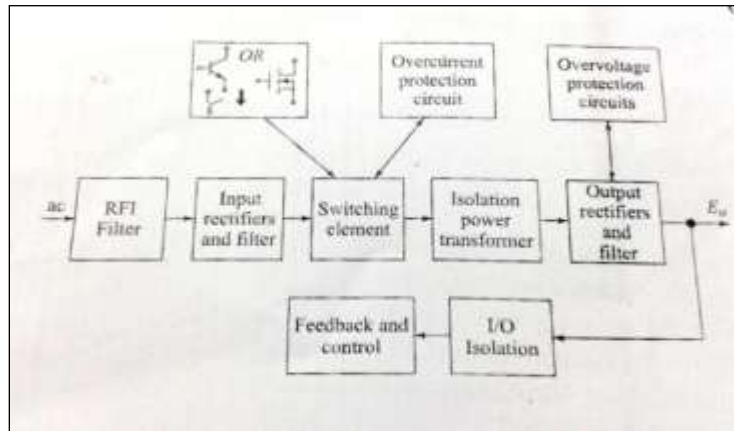 OR
Overcurrent
protection
circuit
Overvoltage
protection
circuits
ac
RFI
Filter
Input
rectifiers
and filter
Switching
element
Isolation
power
transformer
Output
rectifiers
and
filter
Feedback and
control
I/O
Isolation